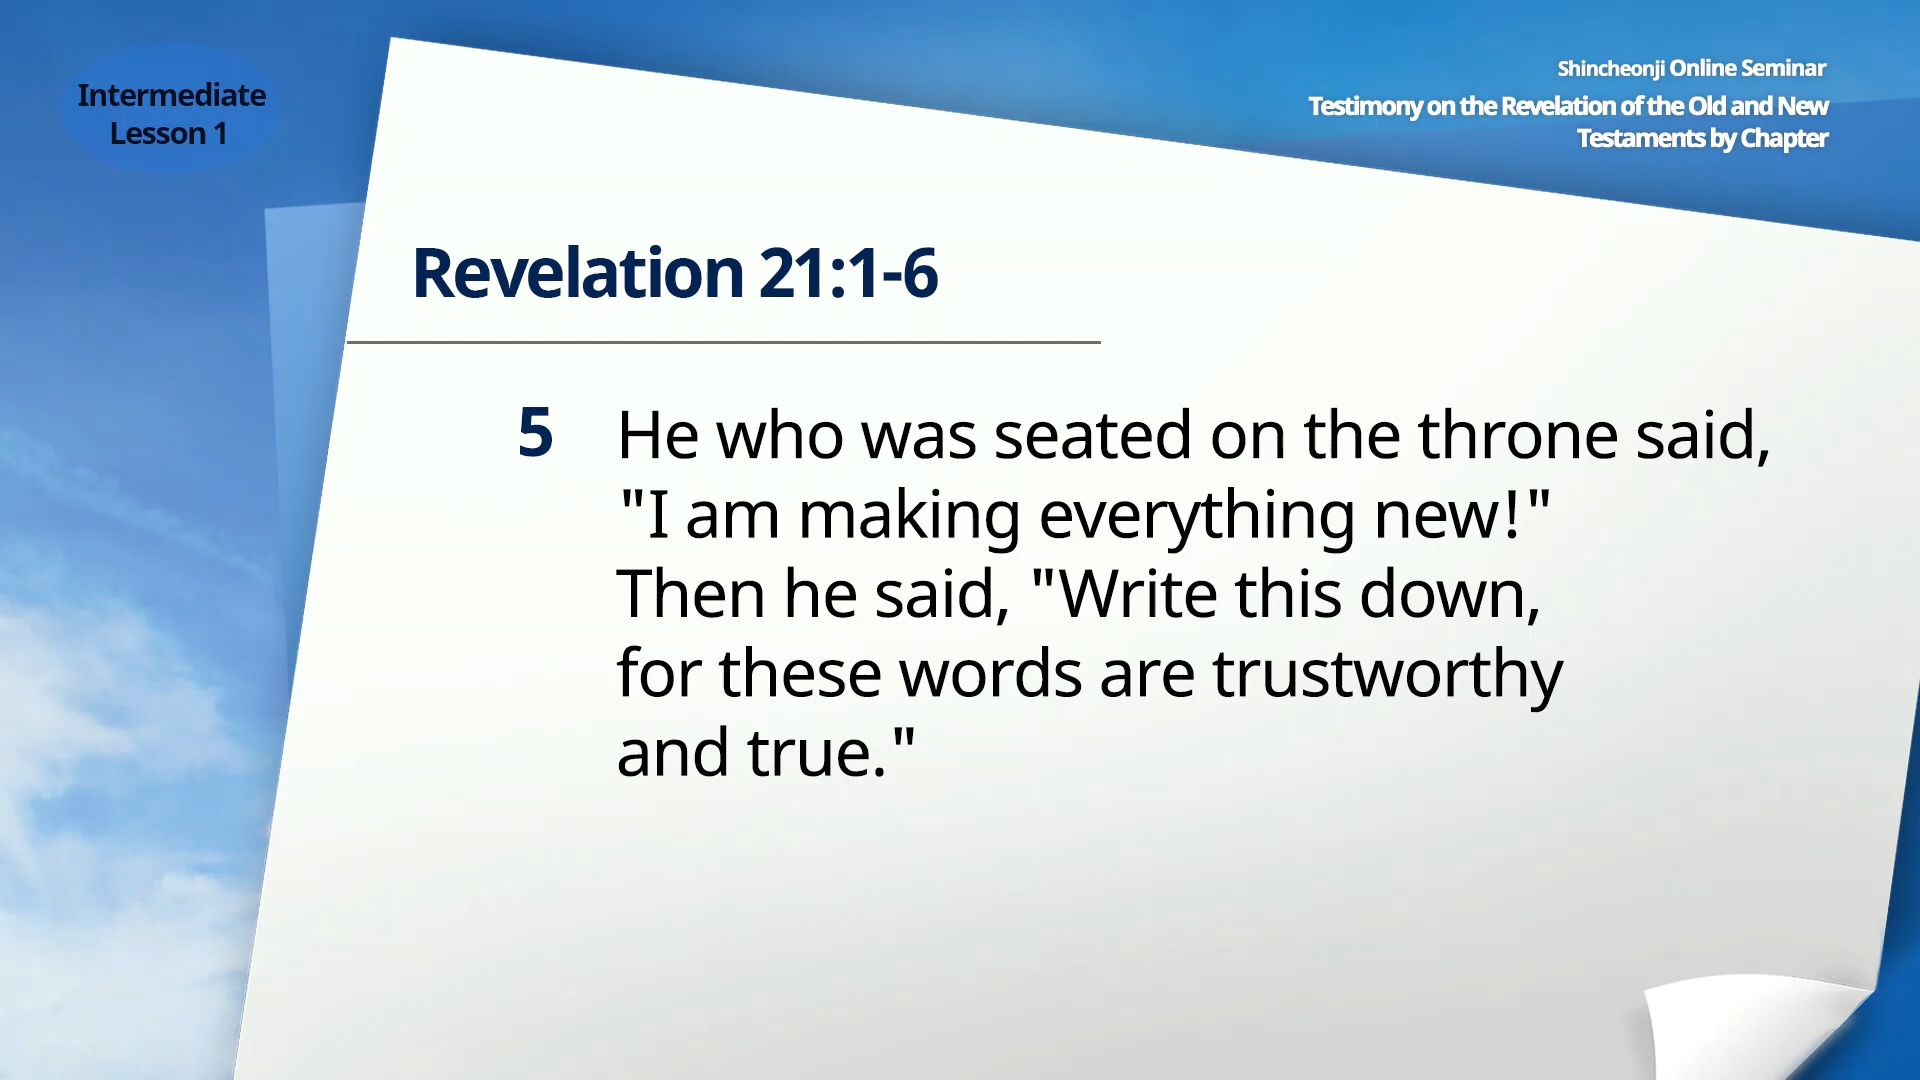 Intermediate
Lesson 1
Shincheonji Online Seminar
Testimony on the Revelation of the Old and New
Testaments by Chapter
Revelation 21:1-6
5 He who was seated on the throne said,
"I am making everything new!"
Then he said, "Write this down,
for these words are trustworthy
and true."